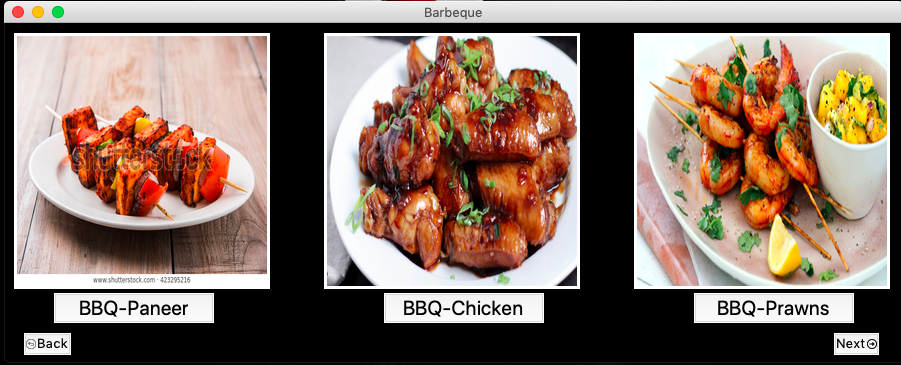 Barbeque
shutterstock
www.shutterstock.com · 423295216
BBQ-Paneer
BBQ-Chicken
BBQ-Prawns
Back
Next